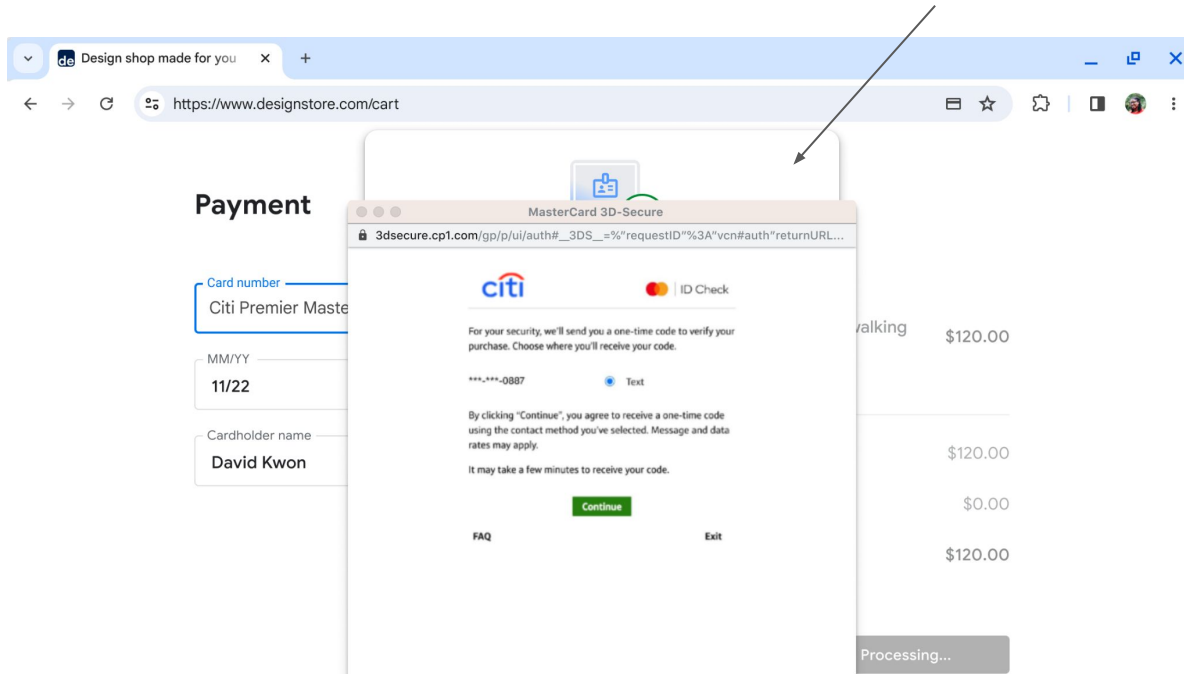 de Design shop made for you
https://www.designstore.com/cart
Payment
MasterCard 3D-Secure
3dsecure.cp1.com/gp/p/ui/auth#__3DS__=%"requestID"%3A"vcn#auth"returnURL...
Card number
Citi Premier Maste
citi
ID Check
For your security, we'll send you a one-time code to verify your
purchase. Choose where you'll receive your code.
walking $120.00
MM/YY
11/22
***-***-0887 Text
By clicking "Continue", you agree to receive a one-time code
using the contact method you've selected. Message and data
rates may apply.
Cardholder name
David Kwon
$120.00
It may take a few minutes to receive your code.
Continue
$0.00
FAQ Exit
$120.00
Processing...